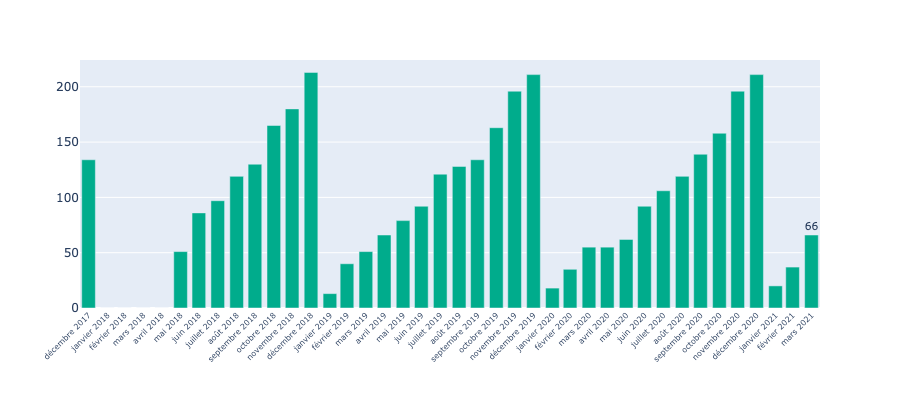 200
150
100
50
0
66
décembre 2017
janvier 2018
février 2018
mars 2018
avril 2018
mai 2018
juin 2018
juillet 2018
août 2018
septembre 2018
octobre 2018
novembre 2018
décembre 2018
janvier 2019
février 2019
mars 2019
avril 2019
mai 2019
juin 2019
juillet 2019
août 2019
septembre 2019
octobre 2019
novembre 2019
décembre 2019
janvier 2020
février 2020
mars 2020
avril 2020
mai 2020
juin 2020
juillet 2020
août 2020
septembre 2020
octobre 2020
novembre 2020
décembre 2020
janvier 2021
février 2021
mars 2021